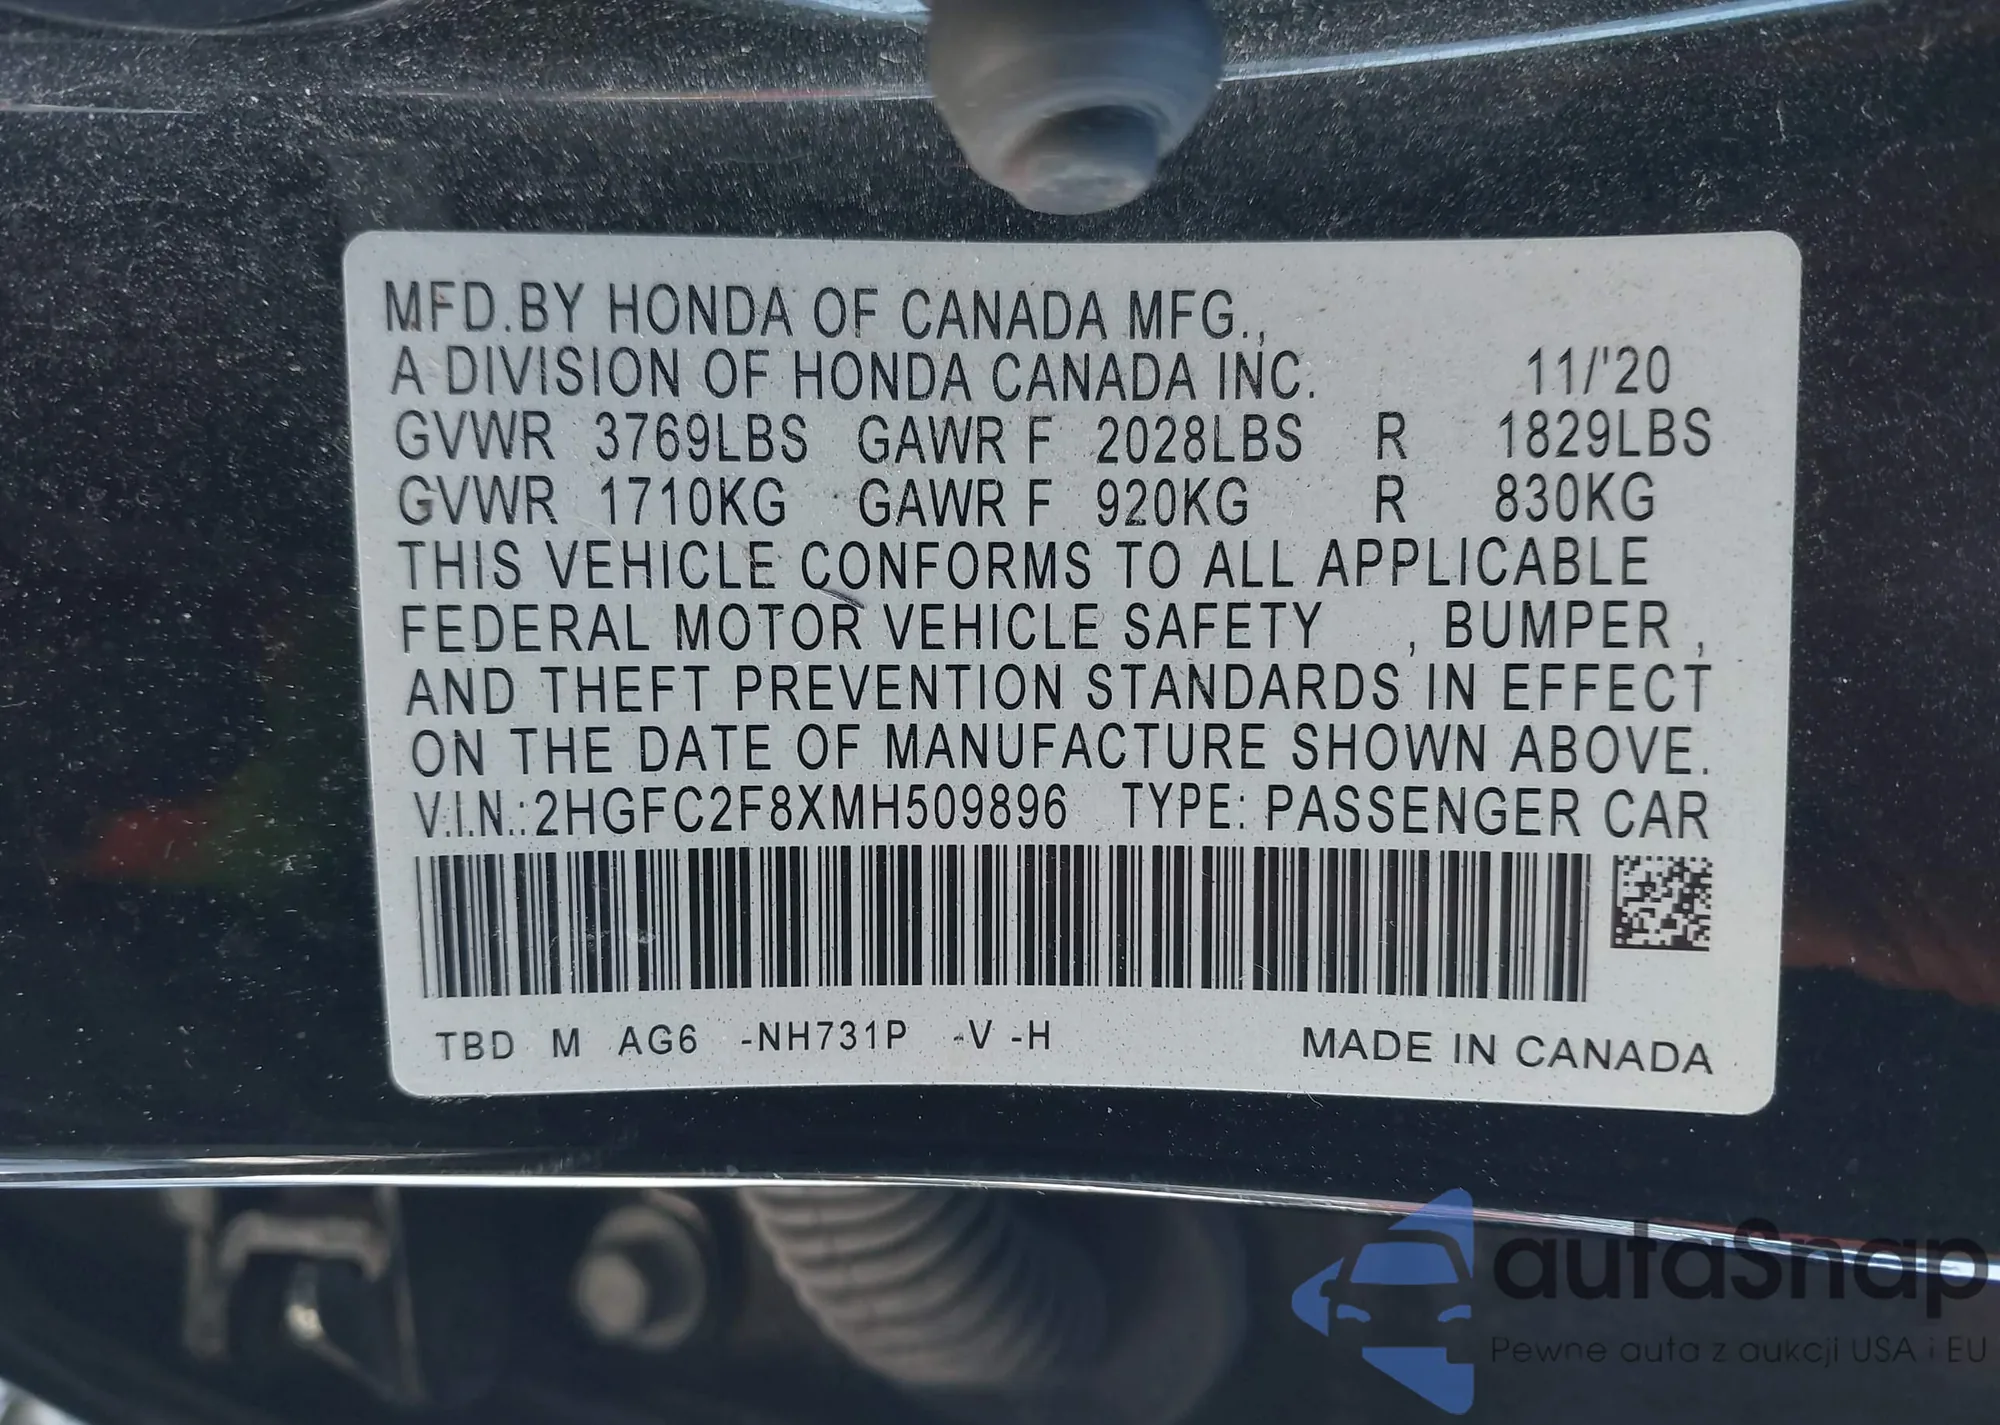 MFD.BY HONDA OF CANADA MFG.,
A DIVISION OF HONDA CANADA INC. 11/'20
GVWR 3769LBS GAWR F 2028LBS R 1829LBS
GVWR 1710KG GAWR F 920KG R 830KG
THIS VEHICLE CONFORMS TO ALL APPLICABLE
FEDERAL MOTOR VEHICLE SAFETY , BUMPER ,
AND THEFT PREVENTION STANDARDS IN EFFECT
ON THE DATE OF MANUFACTURE SHOWN ABOVE.
V.I.N.:2HGFC2F8XMH509896 TYPE: PASSENGER CAR
TBD M AG6 -NH731P -V -H MADE IN CANADA
autaSnap
Pewne auta z aukcji USA i EU